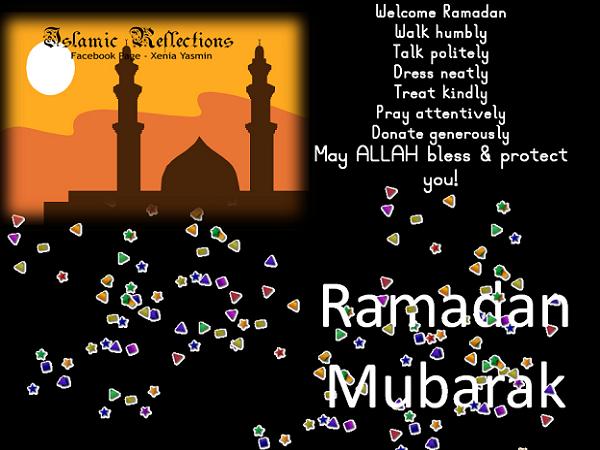 Islamic Reflections
Facebook Page - Xenia Yasmin
Welcome Ramadan
Walk humbly
Talk politely
Dress neatly
Treat kindly
Pray attentively
Donate generously
May ALLAH bless & protect
you!
Ramadan
Mubarak